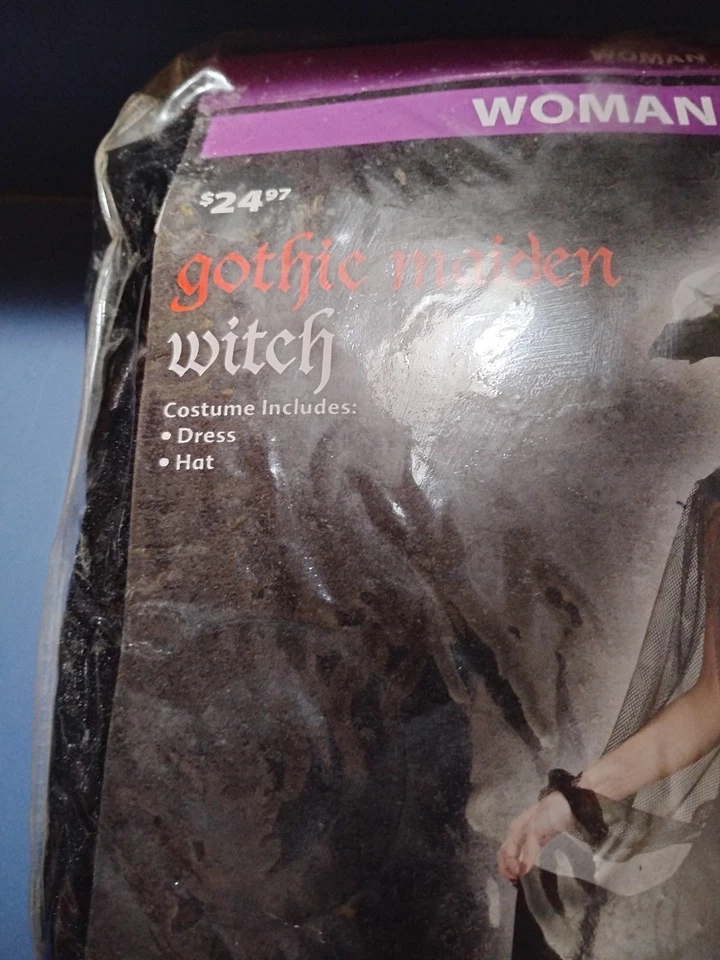 WOMAN
WOMAN
$24.97
gothic maiden
witch
Costume Includes:
• Dress
• Hat